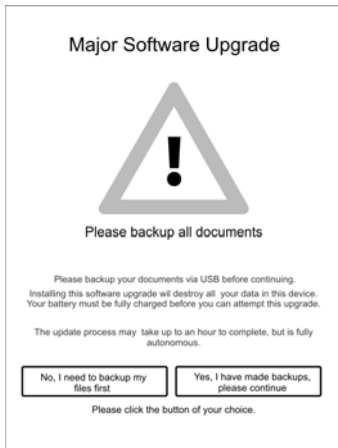 Major Software Upgrade
!
Please backup all documents
Please backup your documents via USB before continuing.
Installing this software upgrade wil destroy all your data in this device.
Your battery must be fully charged before you can attempt this upgrade.
The update process may take up to an hour to complete, but is fully
autonomous.
No, I need to backup my
files first
Yes, I have made backups,
please continue
Please click the button of your choice.